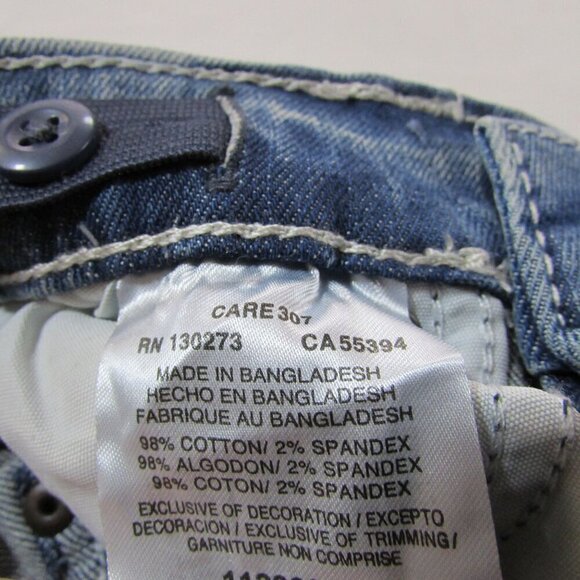 CARE 307
RN 130273 CA 55394
MADE IN BANGLADESH
HECHO EN BANGLADESH
FABRIQUE AU BANGLADESH
98% COTTON/ 2% SPANDEX
98% ALGODON/ 2% SPANDEX
98% COTON/ 2% SPANDEX
EXCLUSIVE OF DECORATION / EXCEPTO
DECORACION / EXCLUSIVE OF TRIMMING/
GARNITURE NON COMPRISE